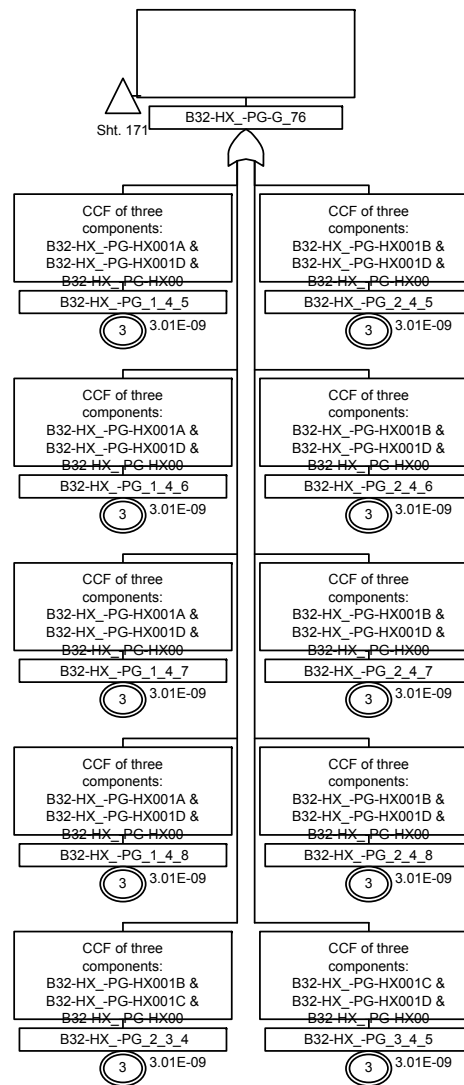 B32-HX_-PG-G_76
Sht. 171
CCF of three
components:
B32-HX_-PG-HX001A &
B32-HX_-PG-HX001D &
B32-HX_-PG-HX00
B32-HX_-PG_1_4_5
3
3.01E-09
CCF of three
components:
B32-HX_-PG-HX001B &
B32-HX_-PG-HX001D &
B32-HX_-PG-HX00
B32-HX_-PG_2_4_5
3
3.01E-09
CCF of three
components:
B32-HX_-PG-HX001A &
B32-HX_-PG-HX001D &
B32-HX_-PG-HX00
B32-HX_-PG_1_4_6
3
3.01E-09
CCF of three
components:
B32-HX_-PG-HX001B &
B32-HX_-PG-HX001D &
B32-HX_-PG-HX00
B32-HX_-PG_2_4_6
3
3.01E-09
CCF of three
components:
B32-HX_-PG-HX001A &
B32-HX_-PG-HX001D &
B32-HX_-PG-HX00
B32-HX_-PG_1_4_7
3
3.01E-09
CCF of three
components:
B32-HX_-PG-HX001B &
B32-HX_-PG-HX001D &
B32-HX_-PG-HX00
B32-HX_-PG_2_4_7
3
3.01E-09
CCF of three
components:
B32-HX_-PG-HX001A &
B32-HX_-PG-HX001D &
B32-HX_-PG-HX00
B32-HX_-PG_1_4_8
3
3.01E-09
CCF of three
components:
B32-HX_-PG-HX001B &
B32-HX_-PG-HX001D &
B32-HX_-PG-HX00
B32-HX_-PG_2_4_8
3
3.01E-09
CCF of three
components:
B32-HX_-PG-HX001B &
B32-HX_-PG-HX001C &
B32-HX_-PG-HX00
B32-HX_-PG_2_3_4
3
3.01E-09
CCF of three
components:
B32-HX_-PG-HX001C &
B32-HX_-PG-HX001D &
B32-HX_-PG-HX00
B32-HX_-PG_3_4_5
3
3.01E-09